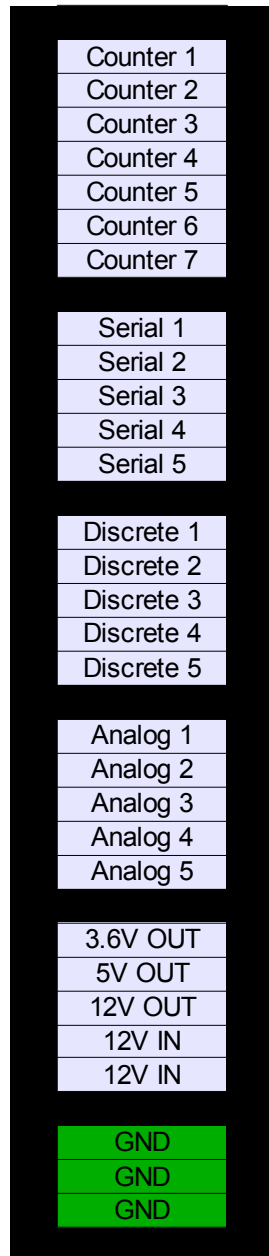 Counter 1
Counter 2
Counter 3
Counter 4
Counter 5
Counter 6
Counter 7
Serial 1
Serial 2
Serial 3
Serial 4
Serial 5
Discrete 1
Discrete 2
Discrete 3
Discrete 4
Discrete 5
Analog 1
Analog 2
Analog 3
Analog 4
Analog 5
3.6V OUT
5V OUT
12V OUT
12V IN
12V IN
GND
GND
GND